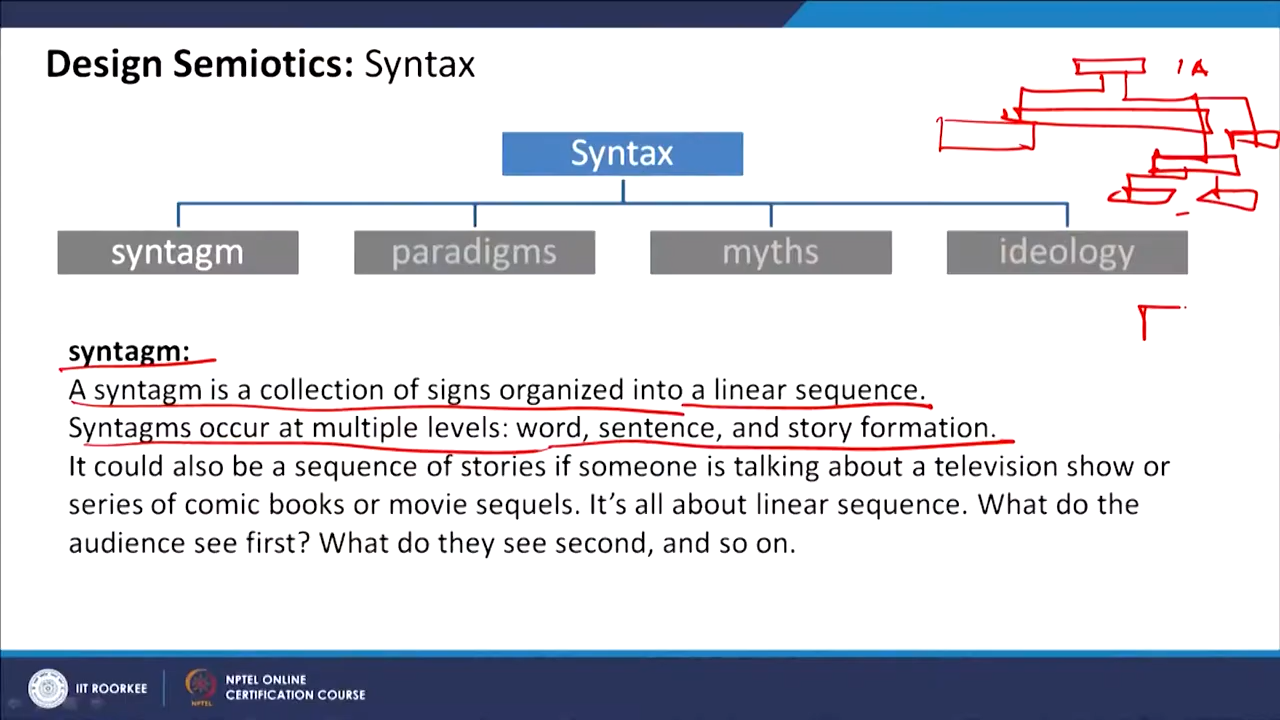 Design Semiotics: Syntax
1 A
Syntax
syntagm paradigms myths ideology
syntagm:
A syntagm is a collection of signs organized into a linear sequence.
Syntagms occur at multiple levels: word, sentence, and story formation.
It could also be a sequence of stories if someone is talking about a television show or
series of comic books or movie sequels. It’s all about linear sequence. What do the
audience see first? What do they see second, and so on.
IIT ROORKEE
NPTEL
NPTEL ONLINE
CERTIFICATION COURSE